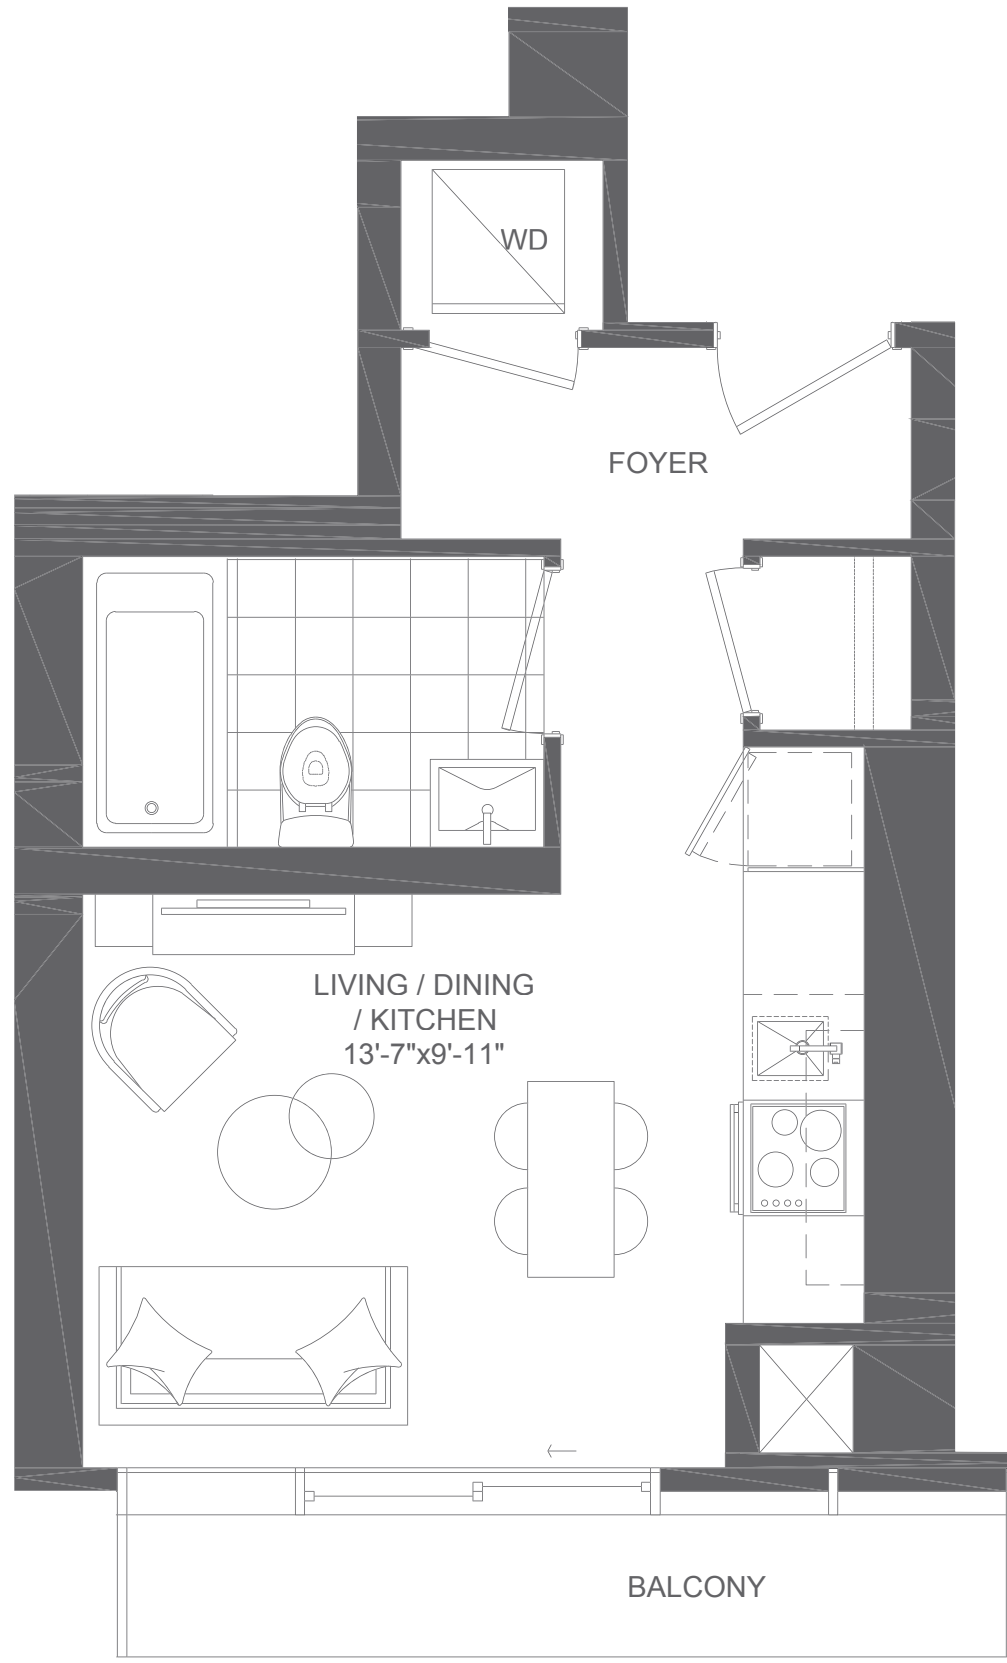 WD
FOYER
LIVING / DINING
/ KITCHEN
13'-7"x9'-11"
BALCONY